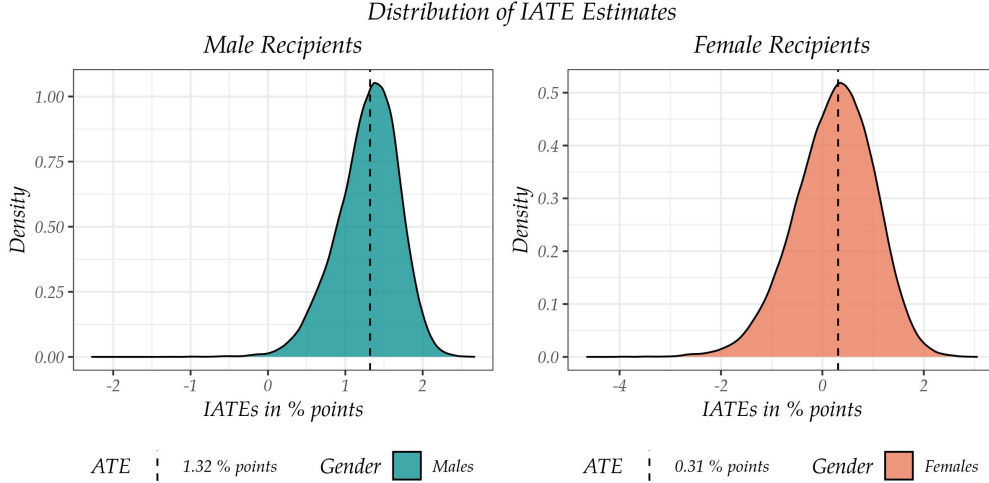 Distribution of IATE Estimates
Male Recipients
Density
1.00
0.75
0.50
0.25
0.00
-2 -1 0 1 2
IATEs in % points
ATE 1.32 % points Gender Males
Female Recipients
Density
0.5
0.4
0.3
0.2
0.1
0.0
-4 -2 0 2
IATEs in % points
ATE 0.31 % points Gender Females